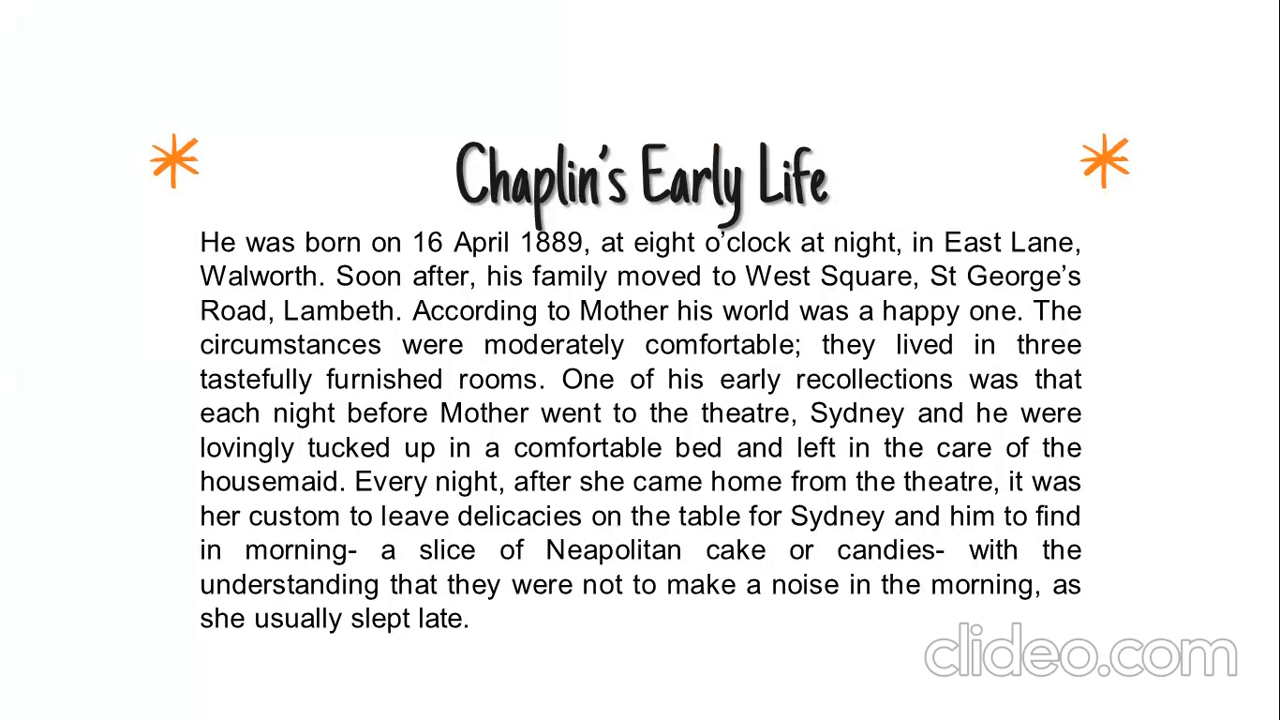 Chaplin's Early Life
He was born on 16 April 1889, at eight o’clock at night, in East Lane,
Walworth. Soon after, his family moved to West Square, St George’s
Road, Lambeth. According to Mother his world was a happy one. The
circumstances were moderately comfortable; they lived in three
tastefully furnished rooms. One of his early recollections was that
each night before Mother went to the theatre, Sydney and he were
lovingly tucked up in a comfortable bed and left in the care of the
housemaid. Every night, after she came home from the theatre, it was
her custom to leave delicacies on the table for Sydney and him to find
in morning- a slice of Neapolitan cake or candies- with the
understanding that they were not to make a noise in the morning, as
she usually slept late.
clideo.com